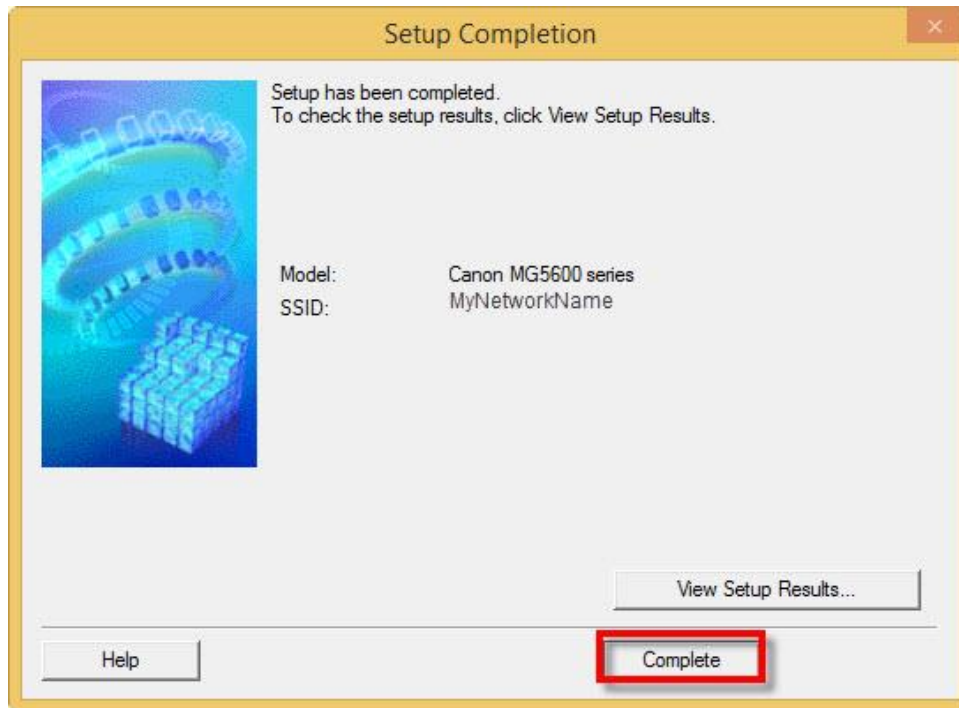 Setup Completion
Setup has been completed.
To check the setup results, click View Setup Results.
Model: Canon MG5600 series
SSID: MyNetworkName
View Setup Results...
Help Complete